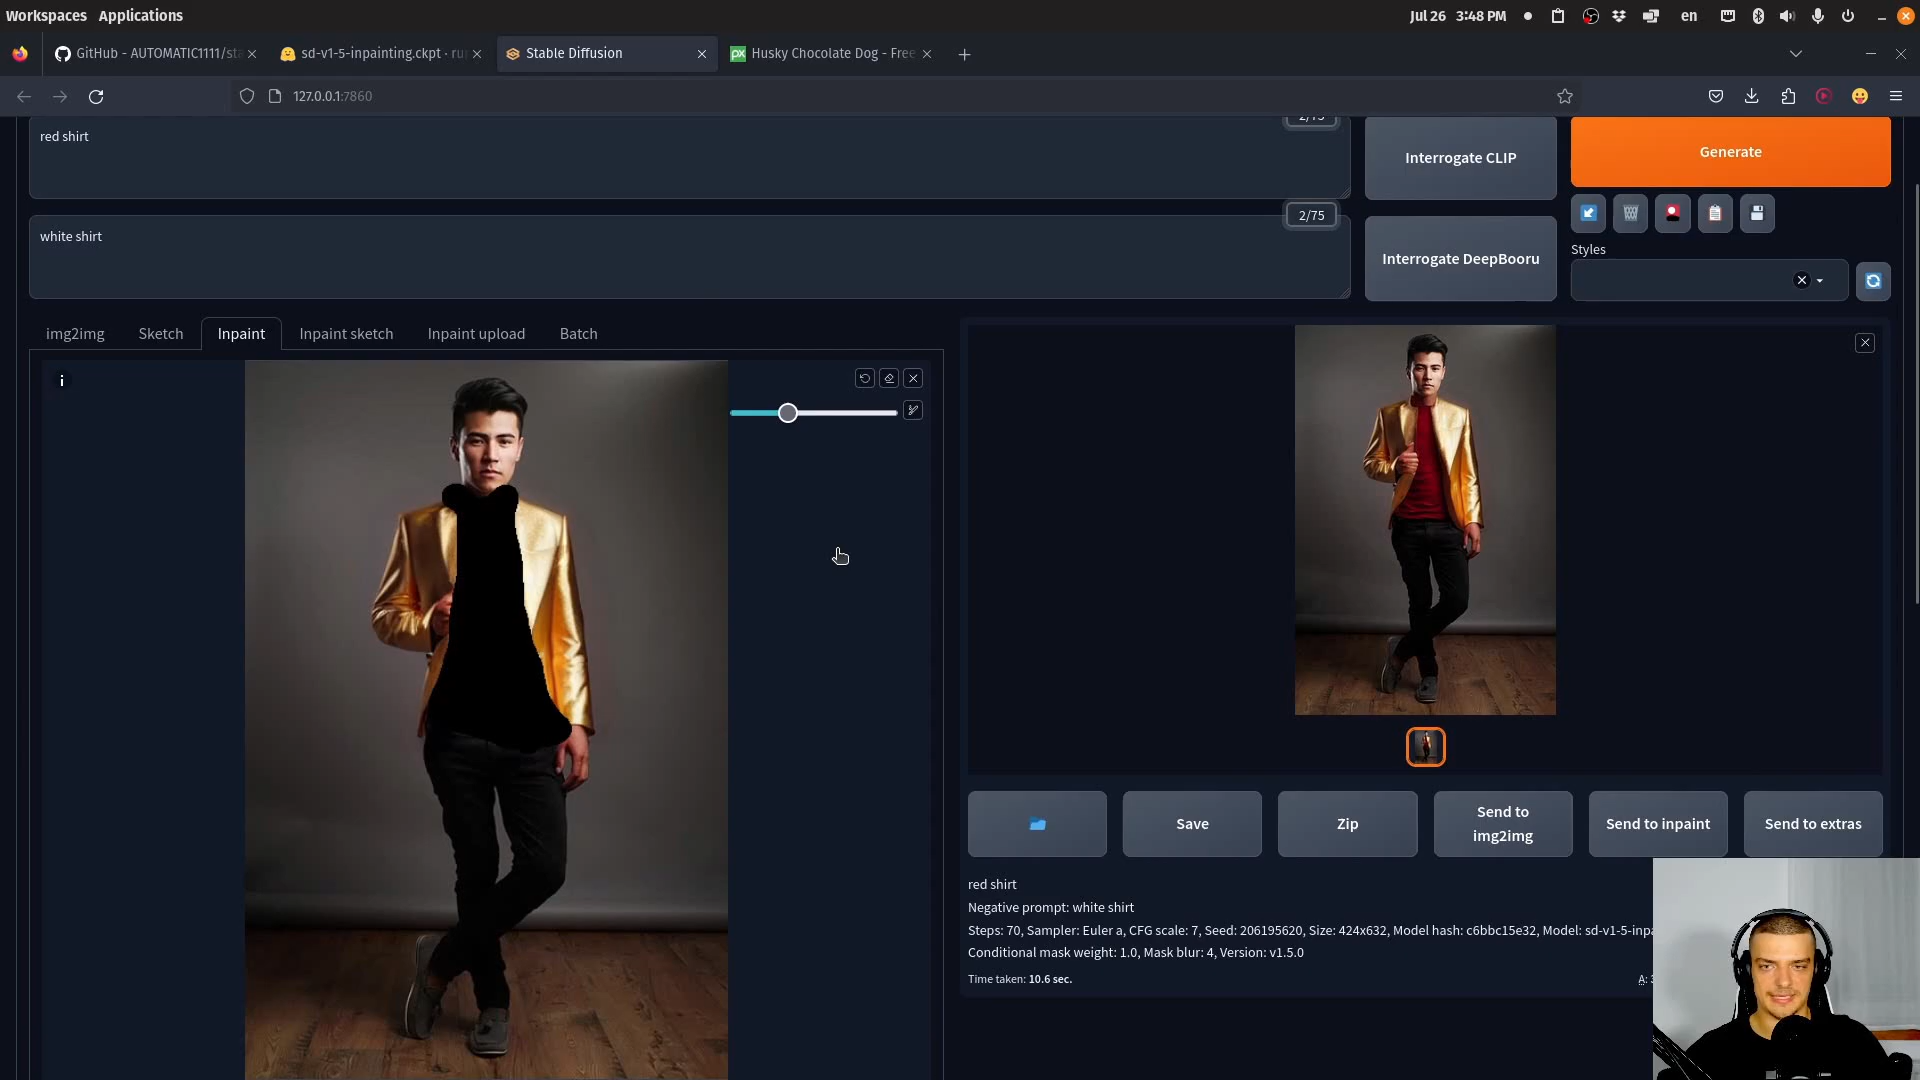 Workspaces Applications
Jul 26 3:48 PM
en
GitHub - AUTOMATIC1111/sta
sd-v1-5-inpainting.ckpt · ru
Stable Diffusion
Husky Chocolate Dog - Free
127.0.0.1:7860
red shirt
2/75
Interrogate CLIP
Generate
white shirt
2/75
Interrogate DeepBooru
Styles
img2img
Sketch
Inpaint
Inpaint sketch
Inpaint upload
Batch
Save
Zip
Send to
img2img
Send to inpaint
Send to extras
red shirt
Negative prompt: white shirt
Steps: 70, Sampler: Euler a, CFG scale: 7, Seed: 206195620, Size: 424x632, Model hash: c6bbc15e32, Model: sd-v1-5-inpa
Conditional mask weight: 1.0, Mask blur: 4, Version: v1.5.0
Time taken: 10.6 sec.
A: